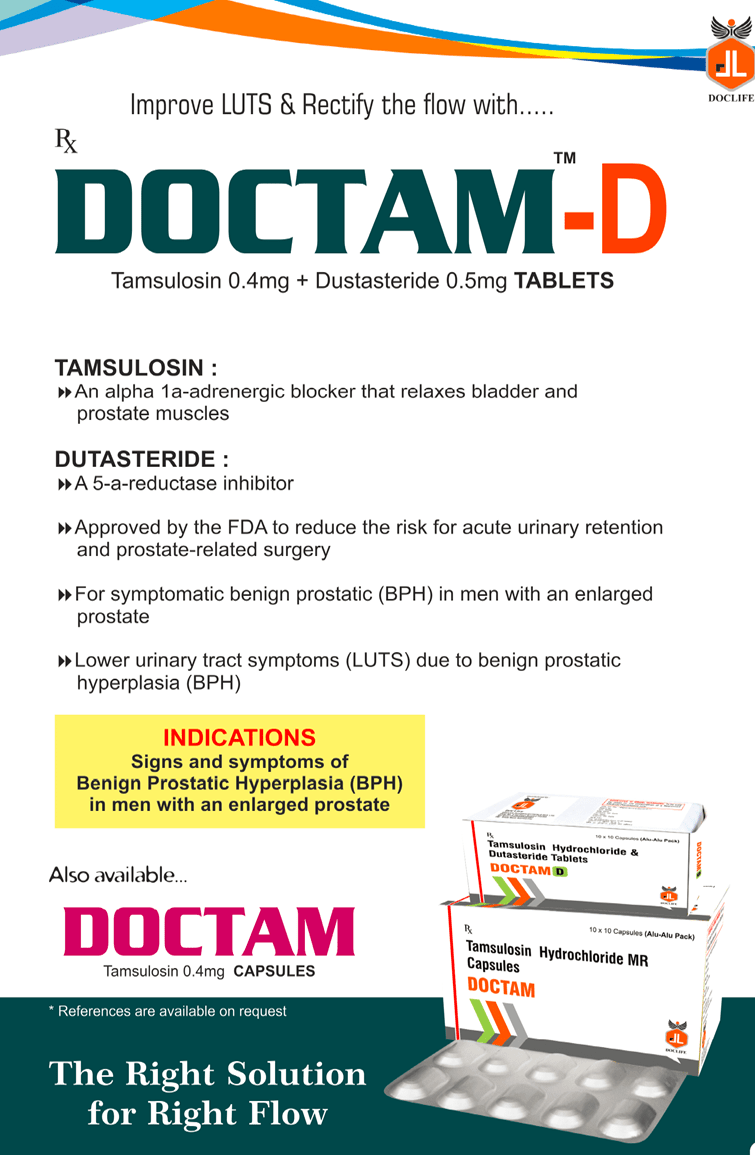 DOCLIFE
Improve LUTS & Rectify the flow with.....
Rx
DOCTAM-D™
Tamsulosin 0.4mg + Dustasteride 0.5mg TABLETS
TAMSULOSIN :
An alpha 1a-adrenergic blocker that relaxes bladder and
prostate muscles
DUTASTERIDE :
A 5-a-reductase inhibitor
Approved by the FDA to reduce the risk for acute urinary retention
and prostate-related surgery
For symptomatic benign prostatic (BPH) in men with an enlarged
prostate
Lower urinary tract symptoms (LUTS) due to benign prostatic
hyperplasia (BPH)
INDICATIONS
Signs and symptoms of
Benign Prostatic Hyperplasia (BPH)
in men with an enlarged prostate
Also available...
DOCTAM
Tamsulosin 0.4mg CAPSULES
Rx
10 x 10 Capsules (Alu-Alu Pack)
Tamsulosin Hydrochloride &
Dutasteride Tablets
DOCTAM D
DOCLIFE
Rx
10 x 10 Capsules (Alu-Alu Pack)
Tamsulosin Hydrochloride MR
Capsules
DOCTAM
DOCLIFE
* References are available on request
The Right Solution
for Right Flow